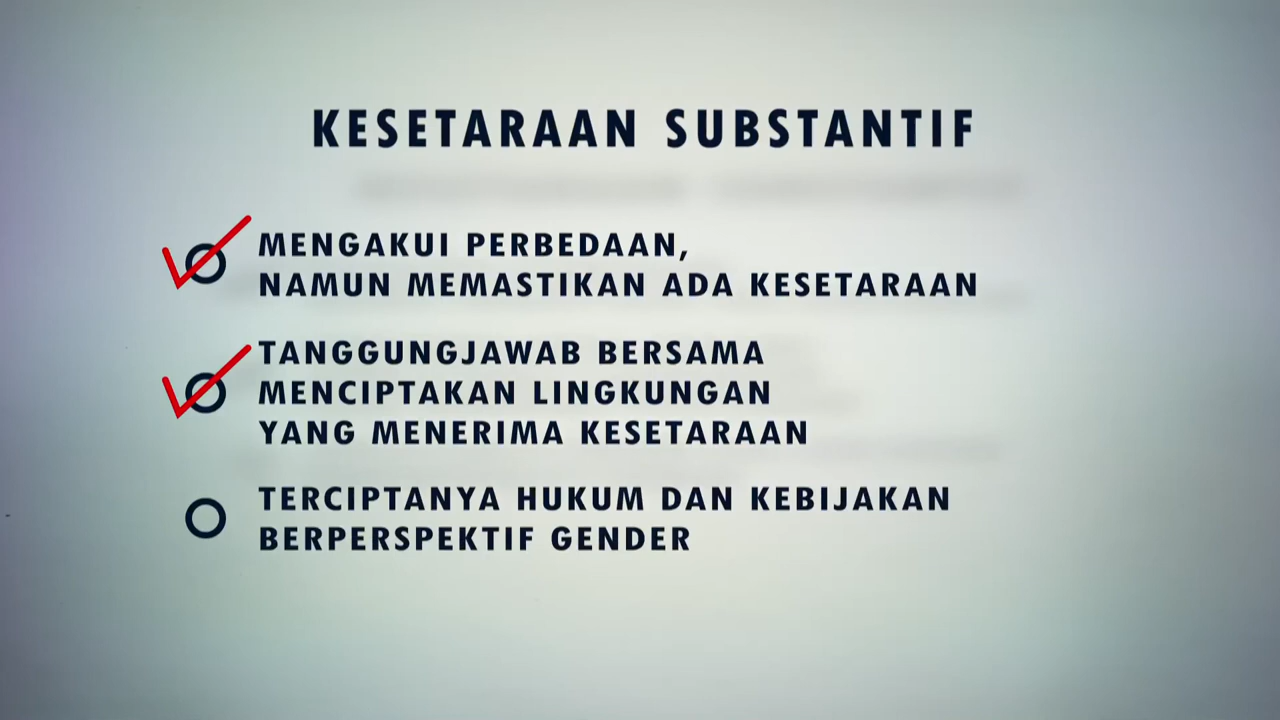 KESETARAAN SUBSTANTIF
MENGAKUI PERBEDAAN,
NAMUN MEMASTIKAN ADA KESETARAAN
TANGGUNGJAWAB BERSAMA
MENCIPTAKAN LINGKUNGAN
YANG MENERIMA KESETARAAN
TERCIPTANYA HUKUM DAN KEBIJAKAN
BERPERSPEKTIF GENDER